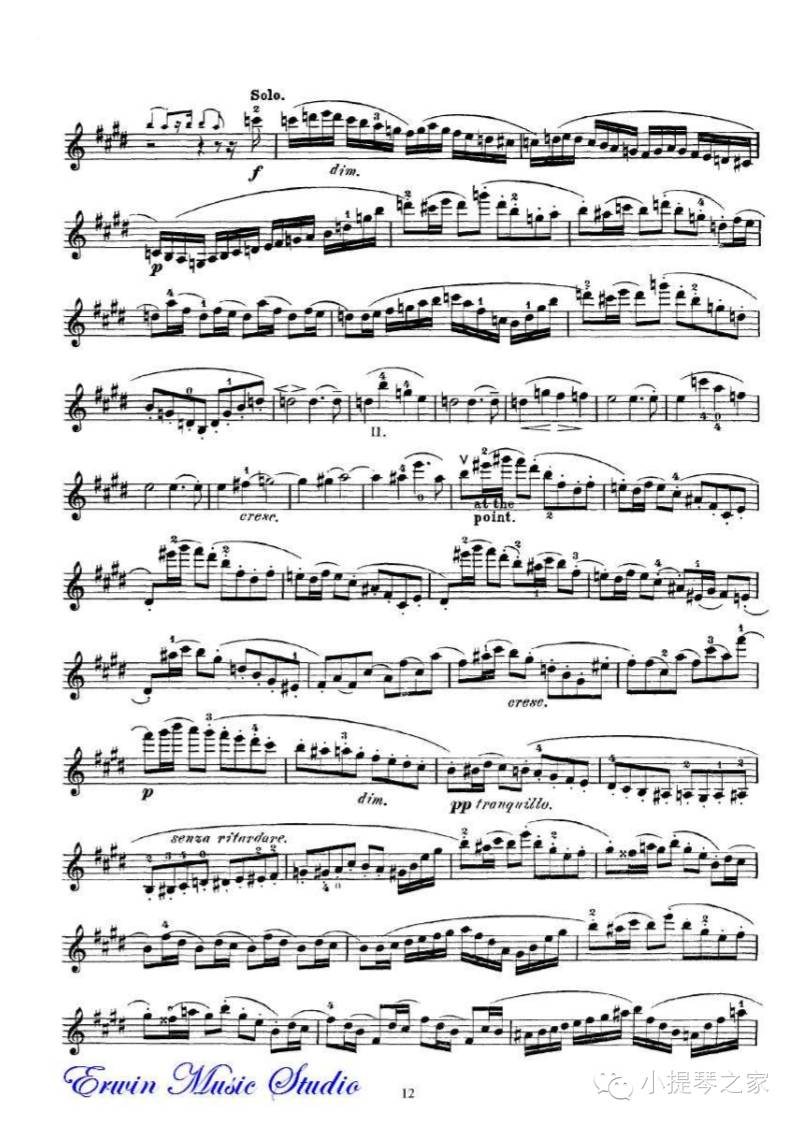 Solo.
f dim.
p
II.
cresc.
at the
point.
cresc.
p dim. pp tranquillo.
senza ritardare.
Erwin Music Studio
12
小提琴之家